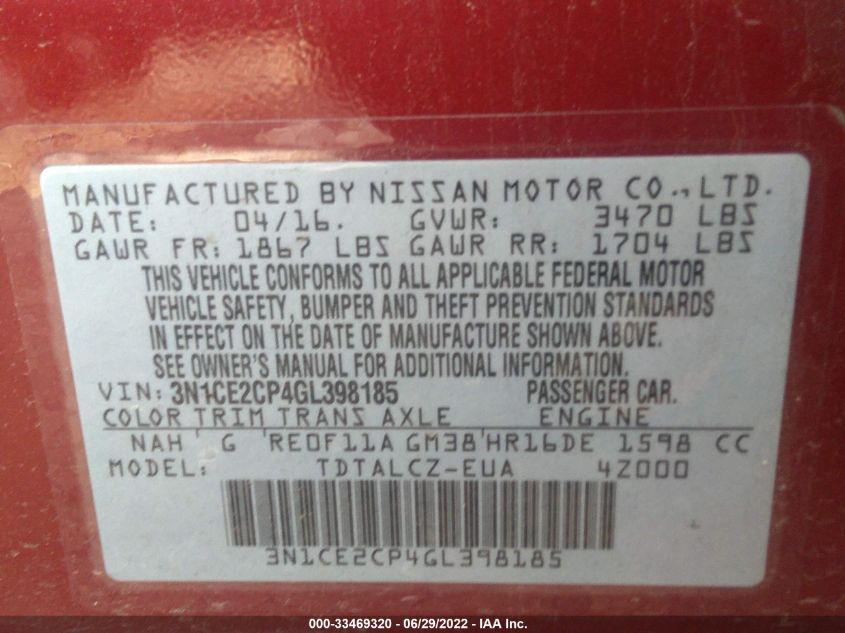 MANUFACTURED BY NISSAN MOTOR CO., LTD.
DATE: 04/16. GVWR: 3470 LBS
GAWR FR: 1867 LBS GAWR RR: 1704 LBS
THIS VEHICLE CONFORMS TO ALL APPLICABLE FEDERAL MOTOR
VEHICLE SAFETY, BUMPER AND THEFT PREVENTION STANDARDS
IN EFFECT ON THE DATE OF MANUFACTURE SHOWN ABOVE.
SEE OWNER'S MANUAL FOR ADDITIONAL INFORMATION.
VIN: 3N1CE2CP4GL398185 PASSENGER CAR.
COLOR TRIM TRANS AXLE ENGINE
NAH G RE0F11A GM38 HR16DE 1598 CC
MODEL: TDTALCZ-EUA 4Z000
3N1CE2CP4GL398185
000-33469320 - 06/29/2022 - IAA Inc.